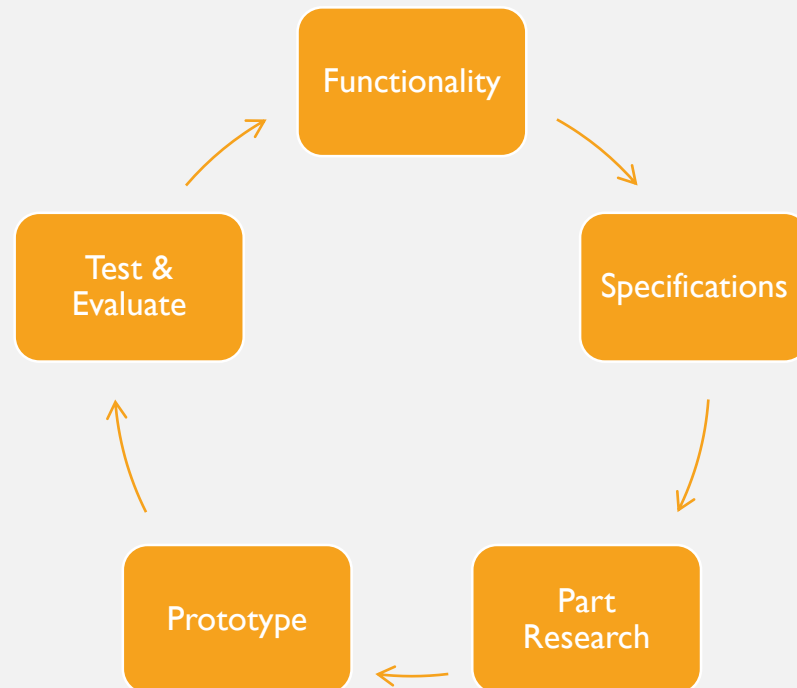 Functionality
Specifications
Part
Research
Prototype
Test &
Evaluate